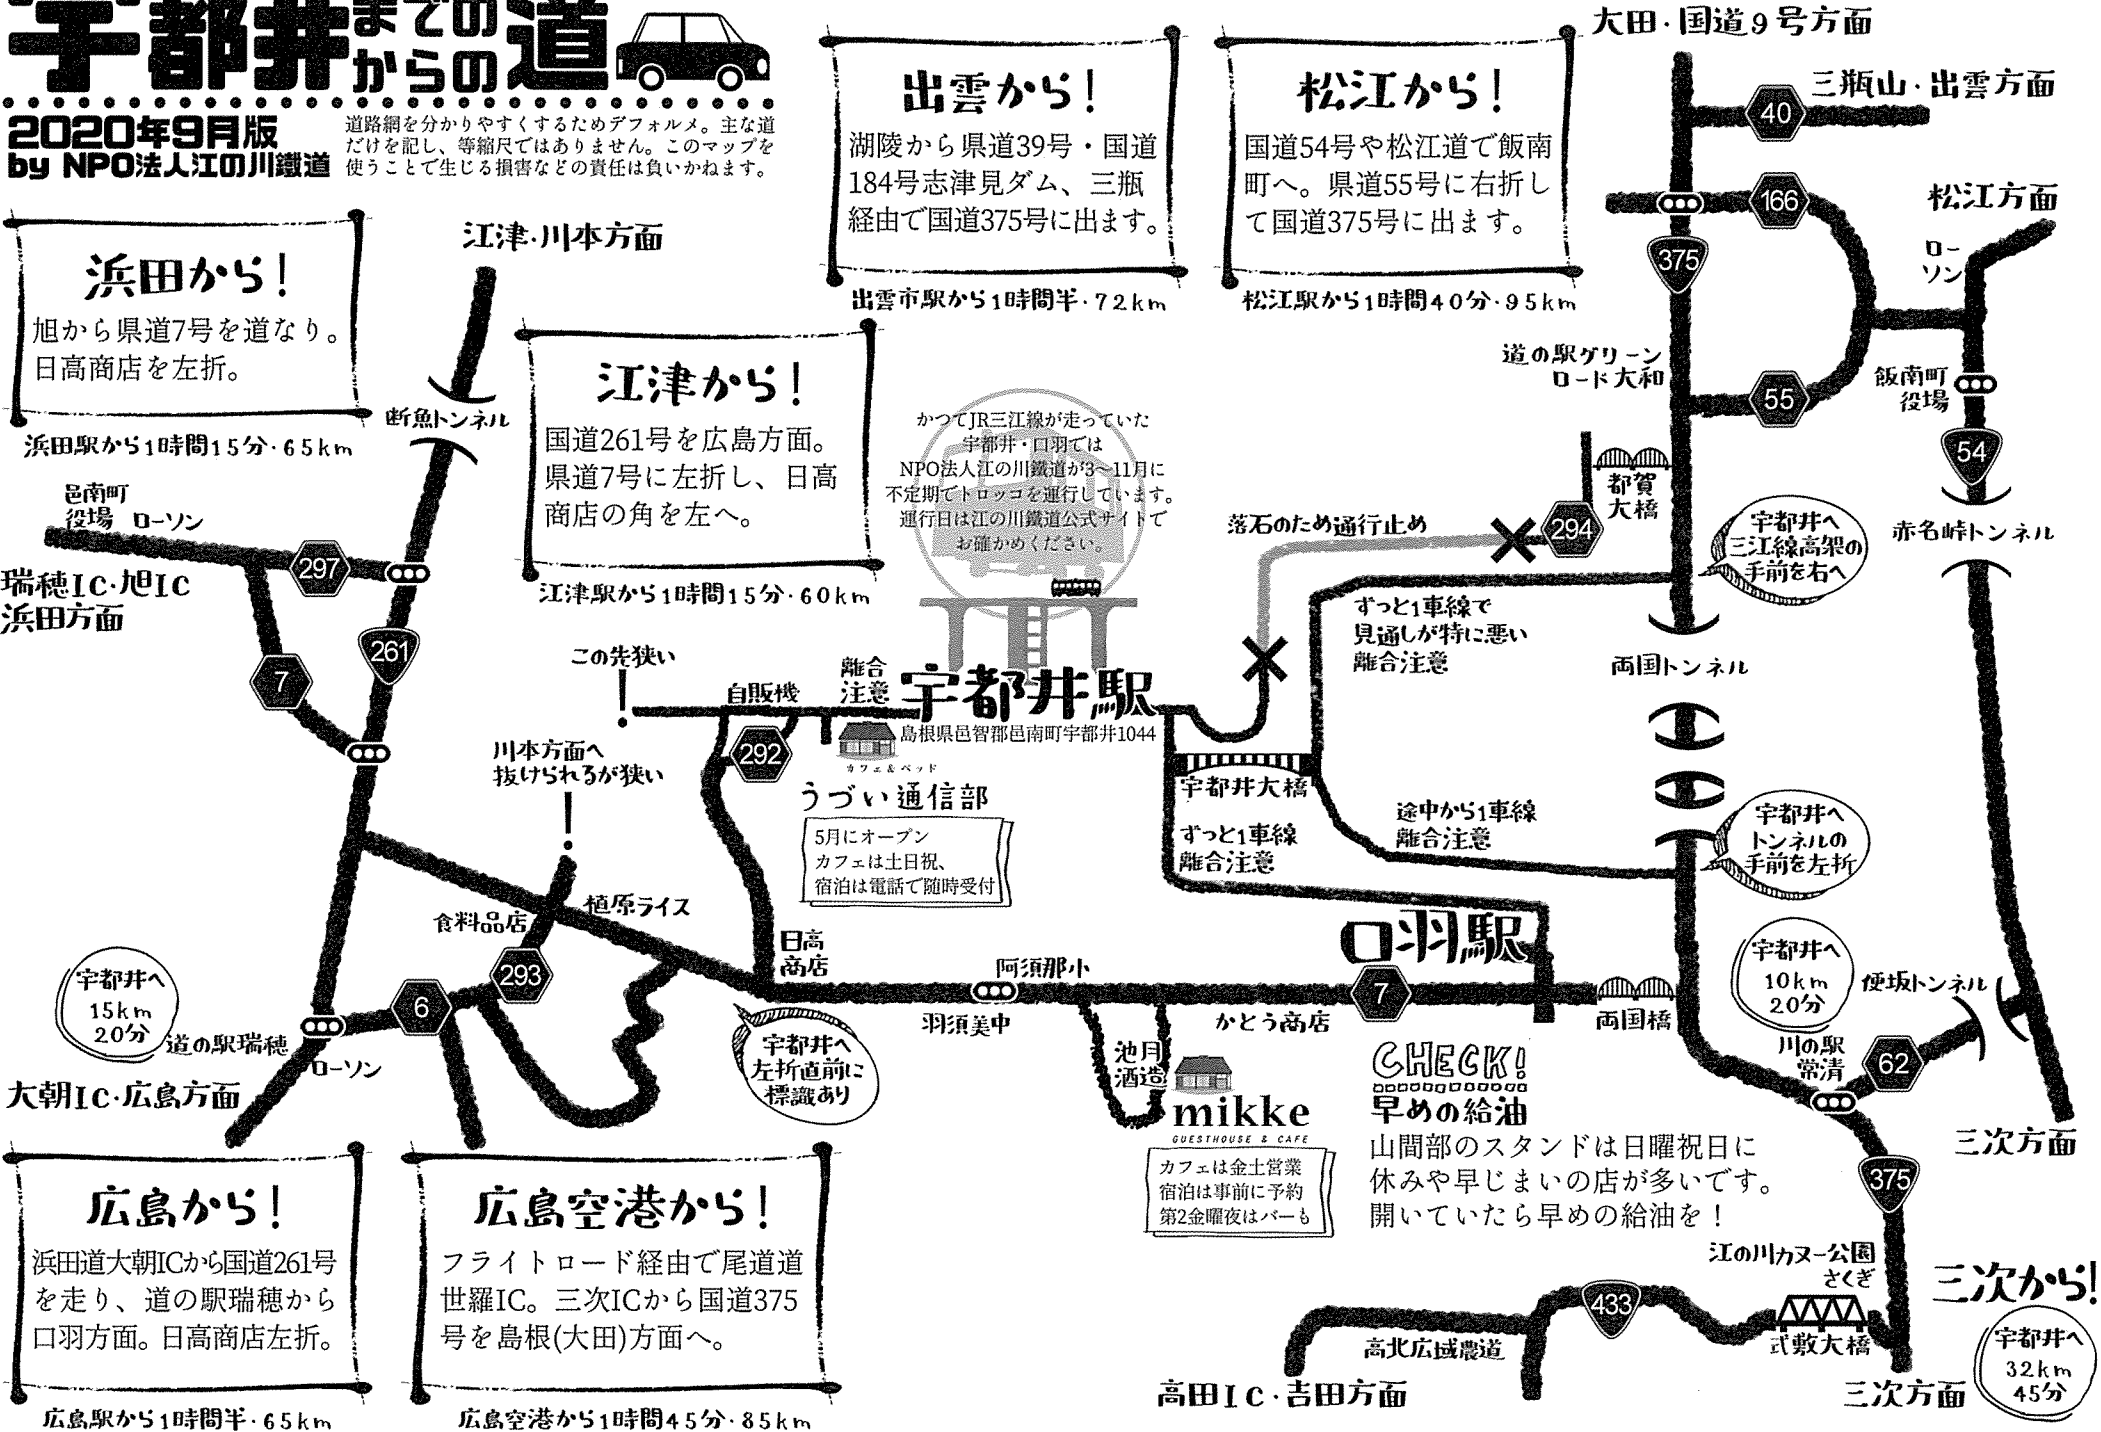 宇都井までの
からの道
2020年9月版
by NPO法人江の川鐵道
道路網を分かりやすくするためデフォルメ。主な道
だけを記し、等縮尺ではありません。このマップを
使うことで生じる損害などの責任は負いかねます。
出雲から!
湖陵から県道39号・国道
184号志津見ダム、三瓶
経由で国道375号に出ます。
出雲市駅から1時間半・72km
松江から!
国道54号や松江道で飯南
町へ。県道55号に右折し
て国道375号に出ます。
松江駅から1時間40分・95km
大田・国道9号方面
三瓶山・出雲方面
40
166
松江方面
ロー
ソン
375
浜田から!
旭から県道7号を道なり。
日高商店を左折。
浜田駅から1時間15分・65km
江津・川本方面
断魚トンネル
江津から!
国道261号を広島方面。
県道7号に左折し、日高
商店の角を左へ。
江津駅から1時間15分・60km
かつてJR三江線が走っていた
宇都井・口羽では
NPO法人江の川鐵道が3〜11月に
不定期でトロッコを運行しています。
運行日は江の川鐵道公式サイトで
お確かめください。
道の駅グリーン
ロード大和
55
飯南町
役場
54
都賀
大橋
294
落石のため通行止め
宇都井へ
三江線高架の
手前を右へ
赤名峠トンネル
邑南町
役場
ローソン
297
瑞穂IC・旭IC
浜田方面
261
7
ずっと1車線で
見通しが特に悪い
離合注意
両国トンネル
この先狭い
自販機
離合
注意
宇都井駅
島根県邑智郡邑南町宇都井1044
292
カフェ&ベッド
うづい通信部
5月にオープン
カフェは土日祝、
宿泊は電話で随時受付
川本方面へ
抜けられるが狭い
宇都井大橋
ずっと1車線
離合注意
途中から1車線
離合注意
宇都井へ
トンネルの
手前を左折
食料品店
植原ライス
293
日高
商店
口羽駅
宇都井へ
15km
20分
道の駅瑞穂
ローソン
6
大朝IC・広島方面
宇都井へ
左折直前に
標識あり
阿須那小
羽須美中
かとう商店
7
両国橋
宇都井へ
10km
20分
便坂トンネル
川の駅
常清
62
三次方面
池月
酒造
mikke
GUESTHOUSE & CAFE
カフェは金土営業
宿泊は事前に予約
第2金曜夜はバーも
CHECK!
早めの給油
山間部のスタンドは日曜祝日に
休みや早じまいの店が多いです。
開いていたら早めの給油を！
375
広島から!
浜田道大朝ICから国道261号
を走り、道の駅瑞穂から
口羽方面。日高商店左折。
広島駅から1時間半・65km
広島空港から!
フライトロード経由で尾道道
世羅IC。三次ICから国道375
号を島根(大田)方面へ。
広島空港から1時間45分・85km
江の川カヌー公園
さくぎ
433
式敷大橋
高北広域農道
高田IC・吉田方面
三次から!
宇都井へ
32km
45分
三次方面